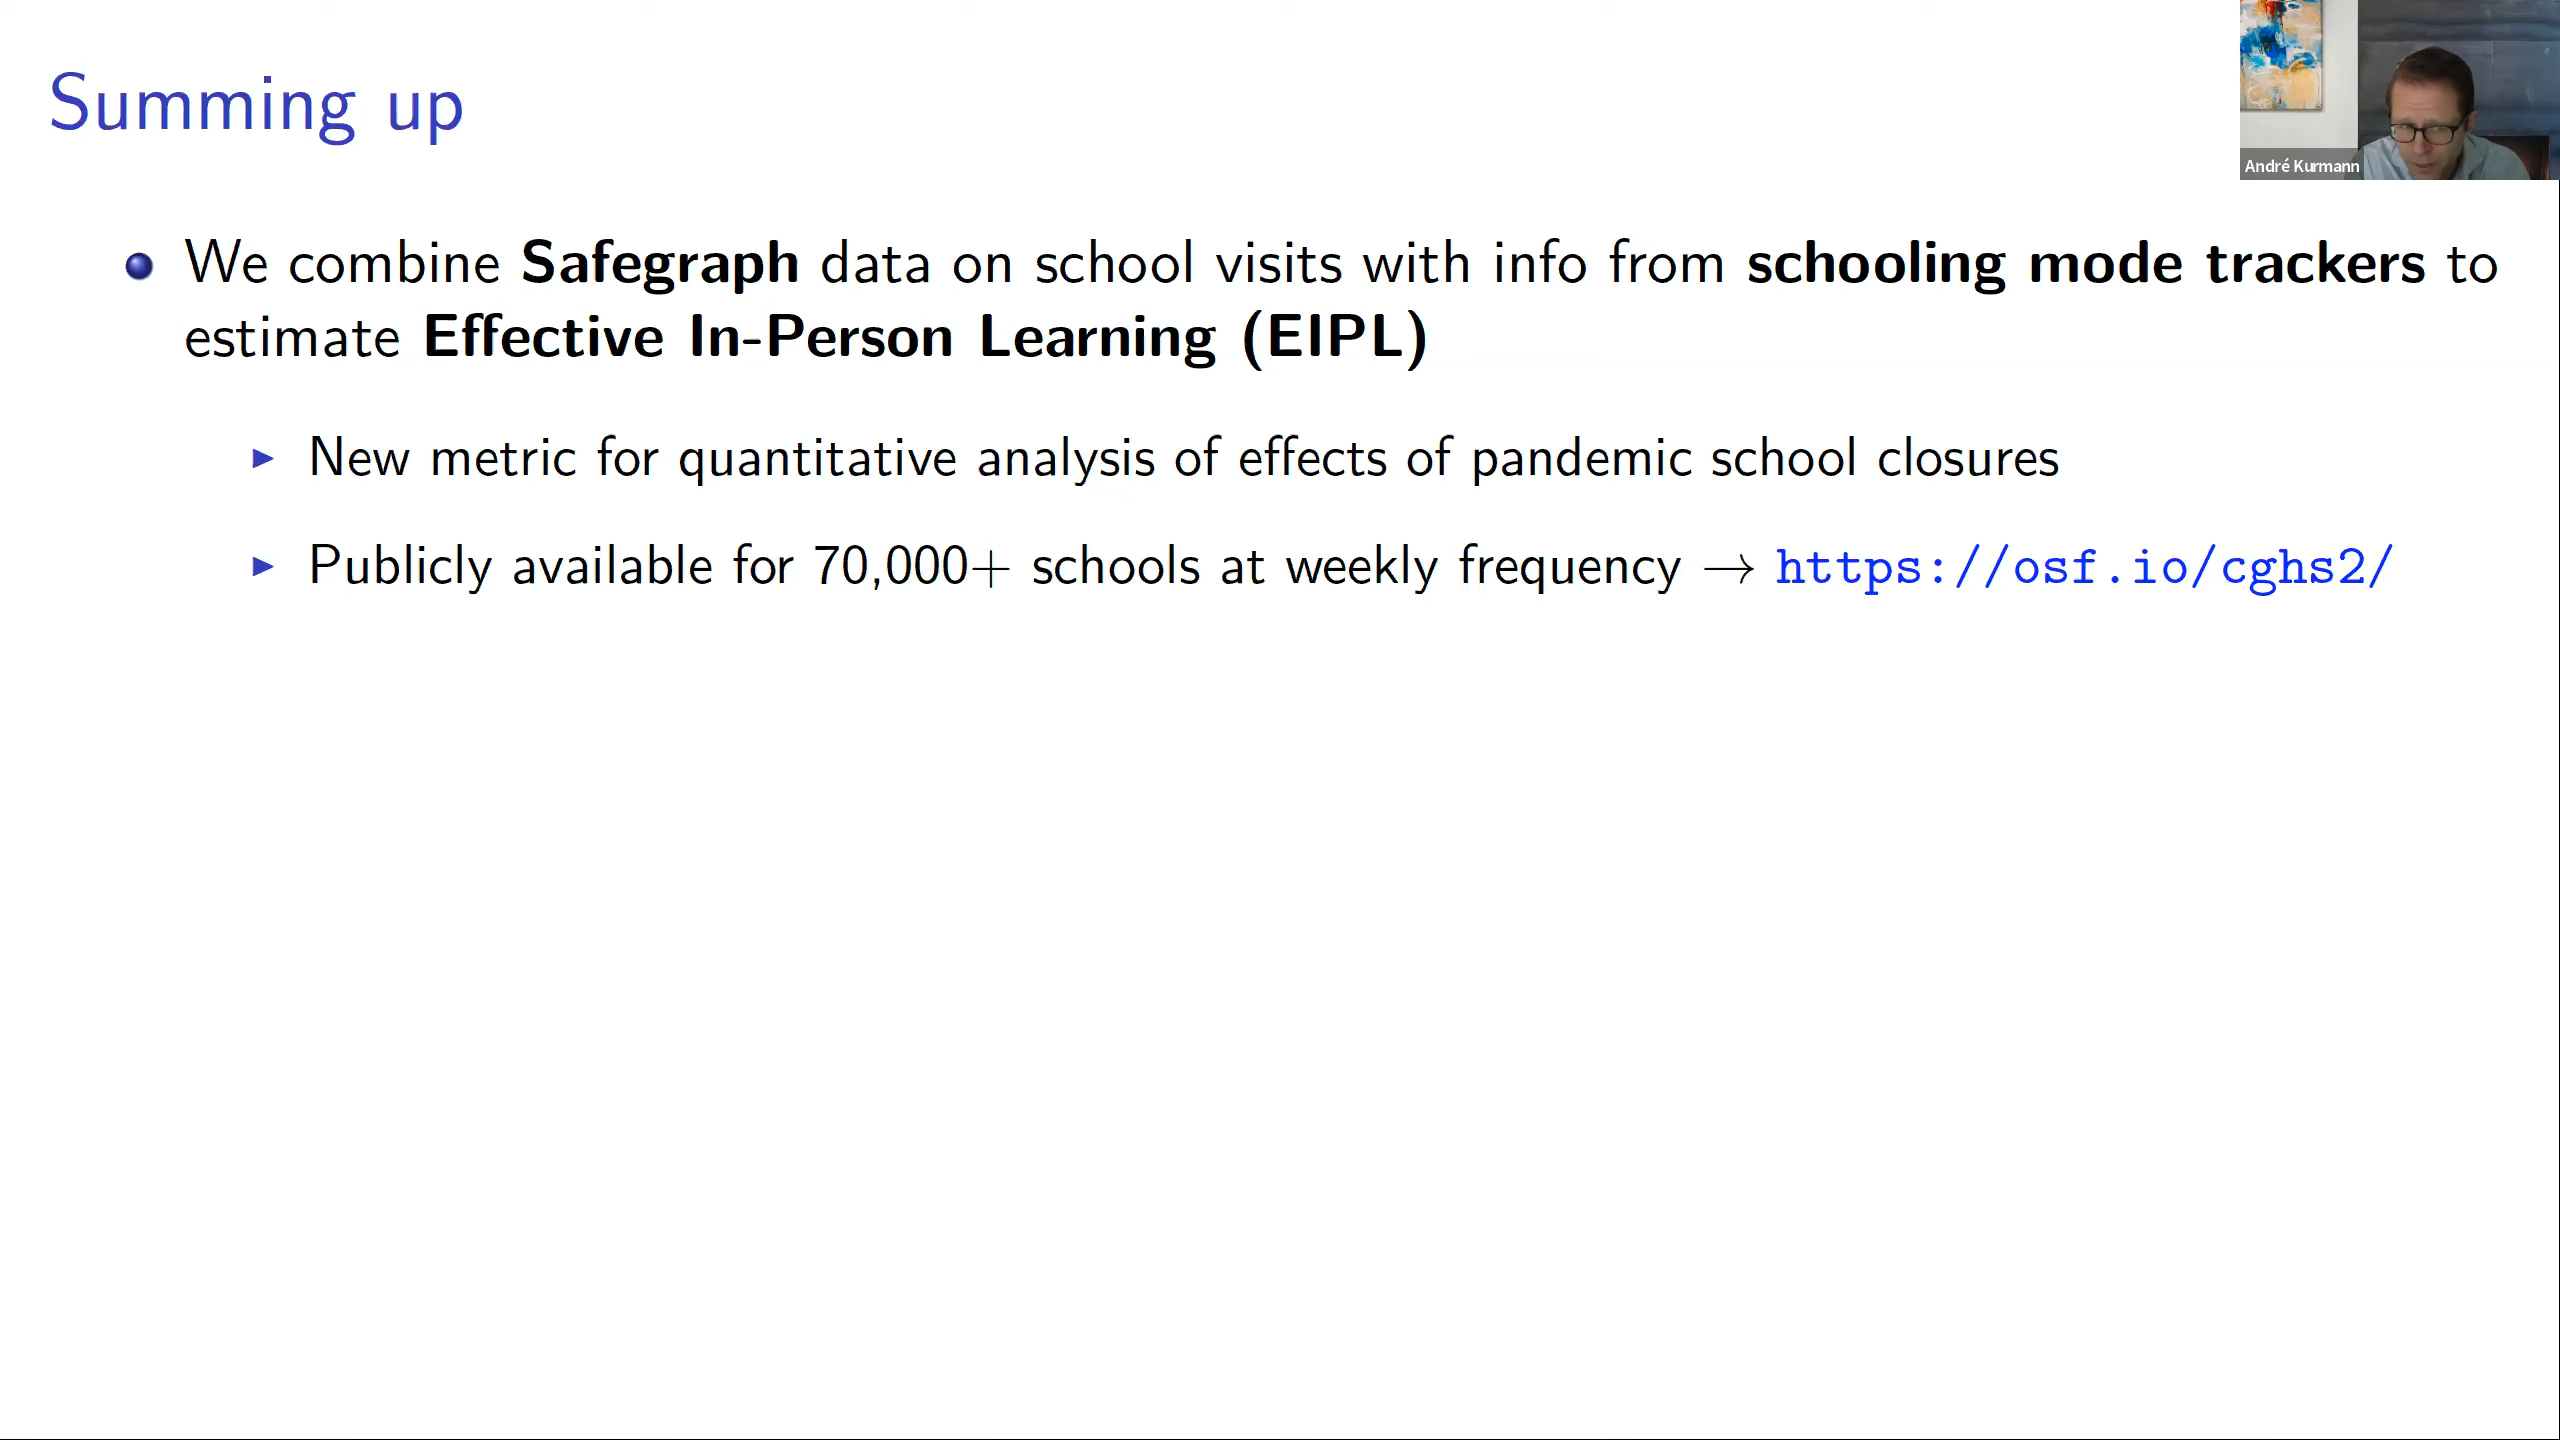 Summing up
André Kurmann
We combine Safegraph data on school visits with info from schooling mode trackers to
estimate Effective In-Person Learning (EIPL)
New metric for quantitative analysis of effects of pandemic school closures
Publicly available for 70,000+ schools at weekly frequency → https://osf.io/cghs2/